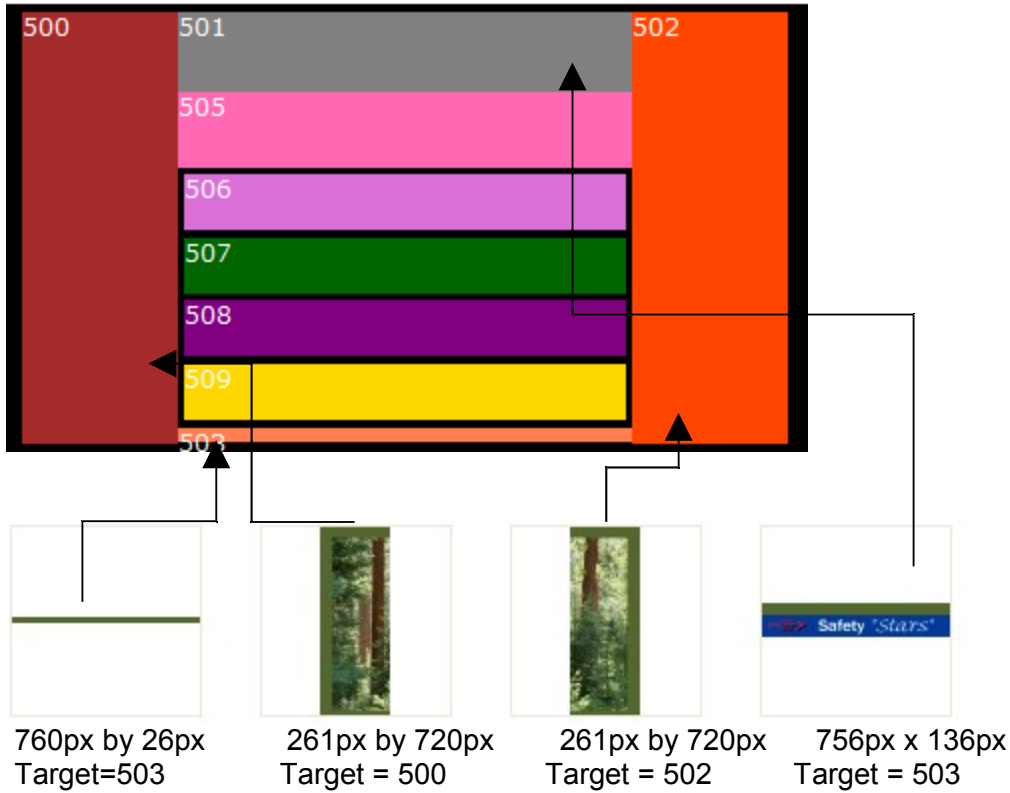 500
501
502
505
506
507
508
509
503
Safety "Stars"
760px by 26px
Target=503
261px by 720px
Target = 500
261px by 720px
Target = 502
756px x 136px
Target = 503